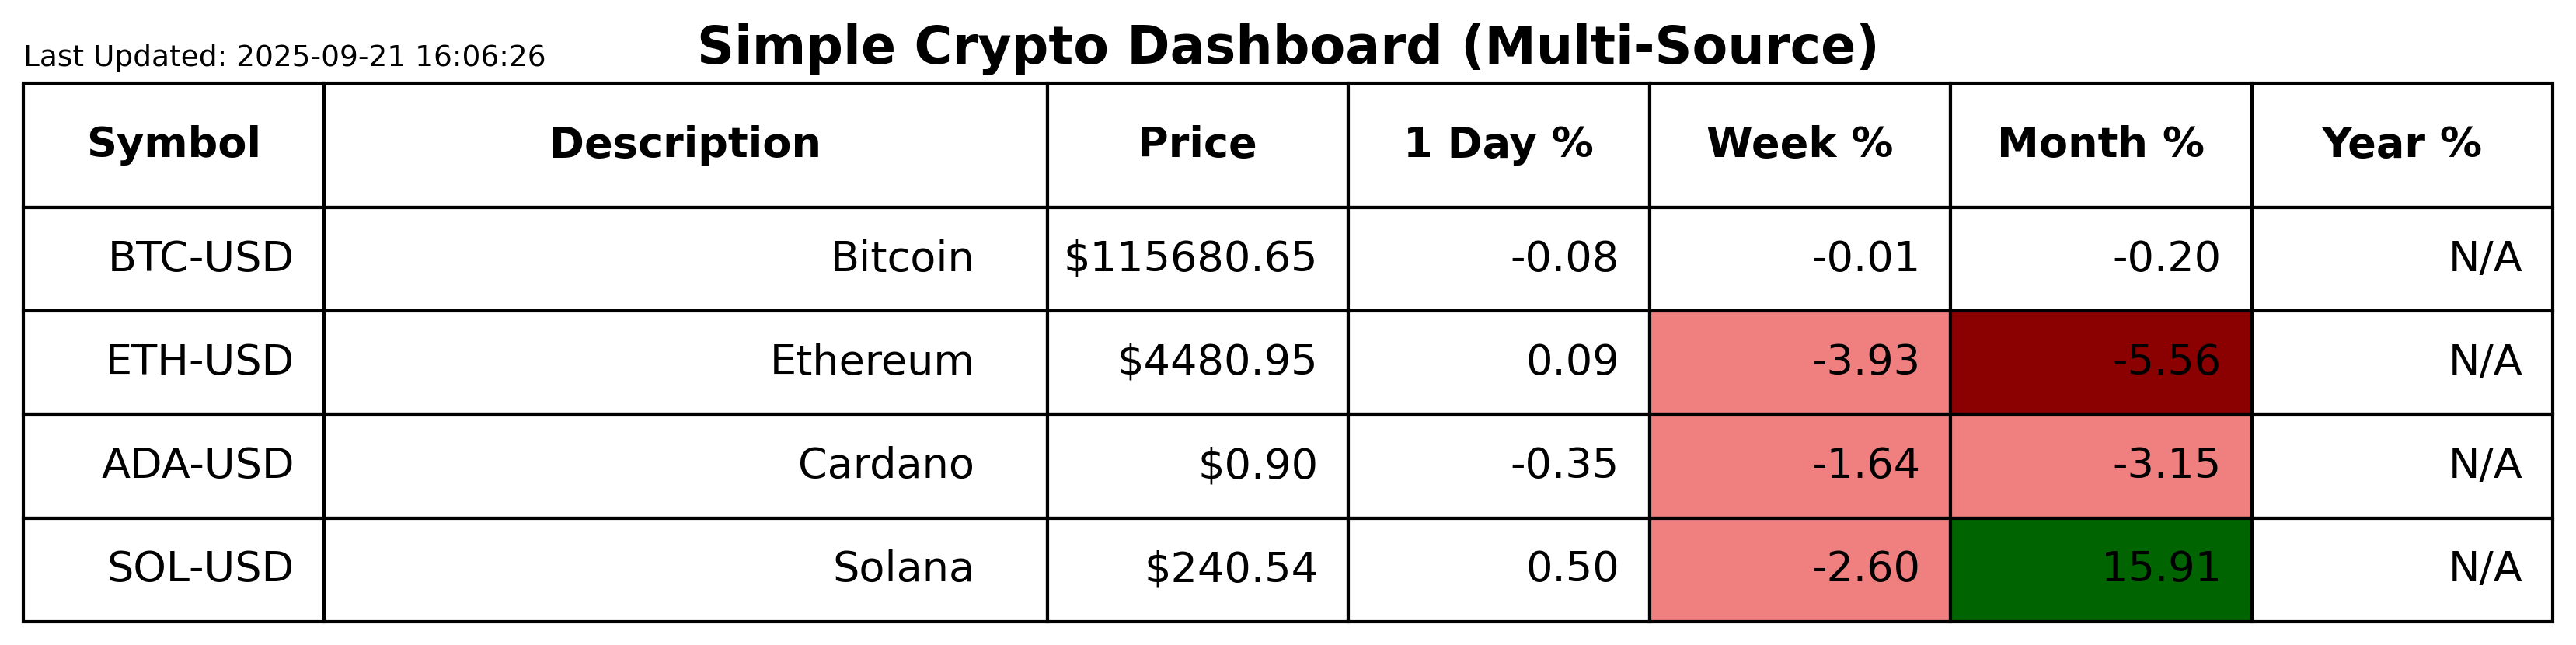 Simple Crypto Dashboard (Multi-Source)
Last Updated: 2025-09-21 16:06:26
Symbol Description Price 1 Day % Week % Month % Year %
BTC-USD Bitcoin $115680.65 -0.08 -0.01 -0.20 N/A
ETH-USD Ethereum $4480.95 0.09 -3.93 -5.56 N/A
ADA-USD Cardano $0.90 -0.35 -1.64 -3.15 N/A
SOL-USD Solana $240.54 0.50 -2.60 15.91 N/A